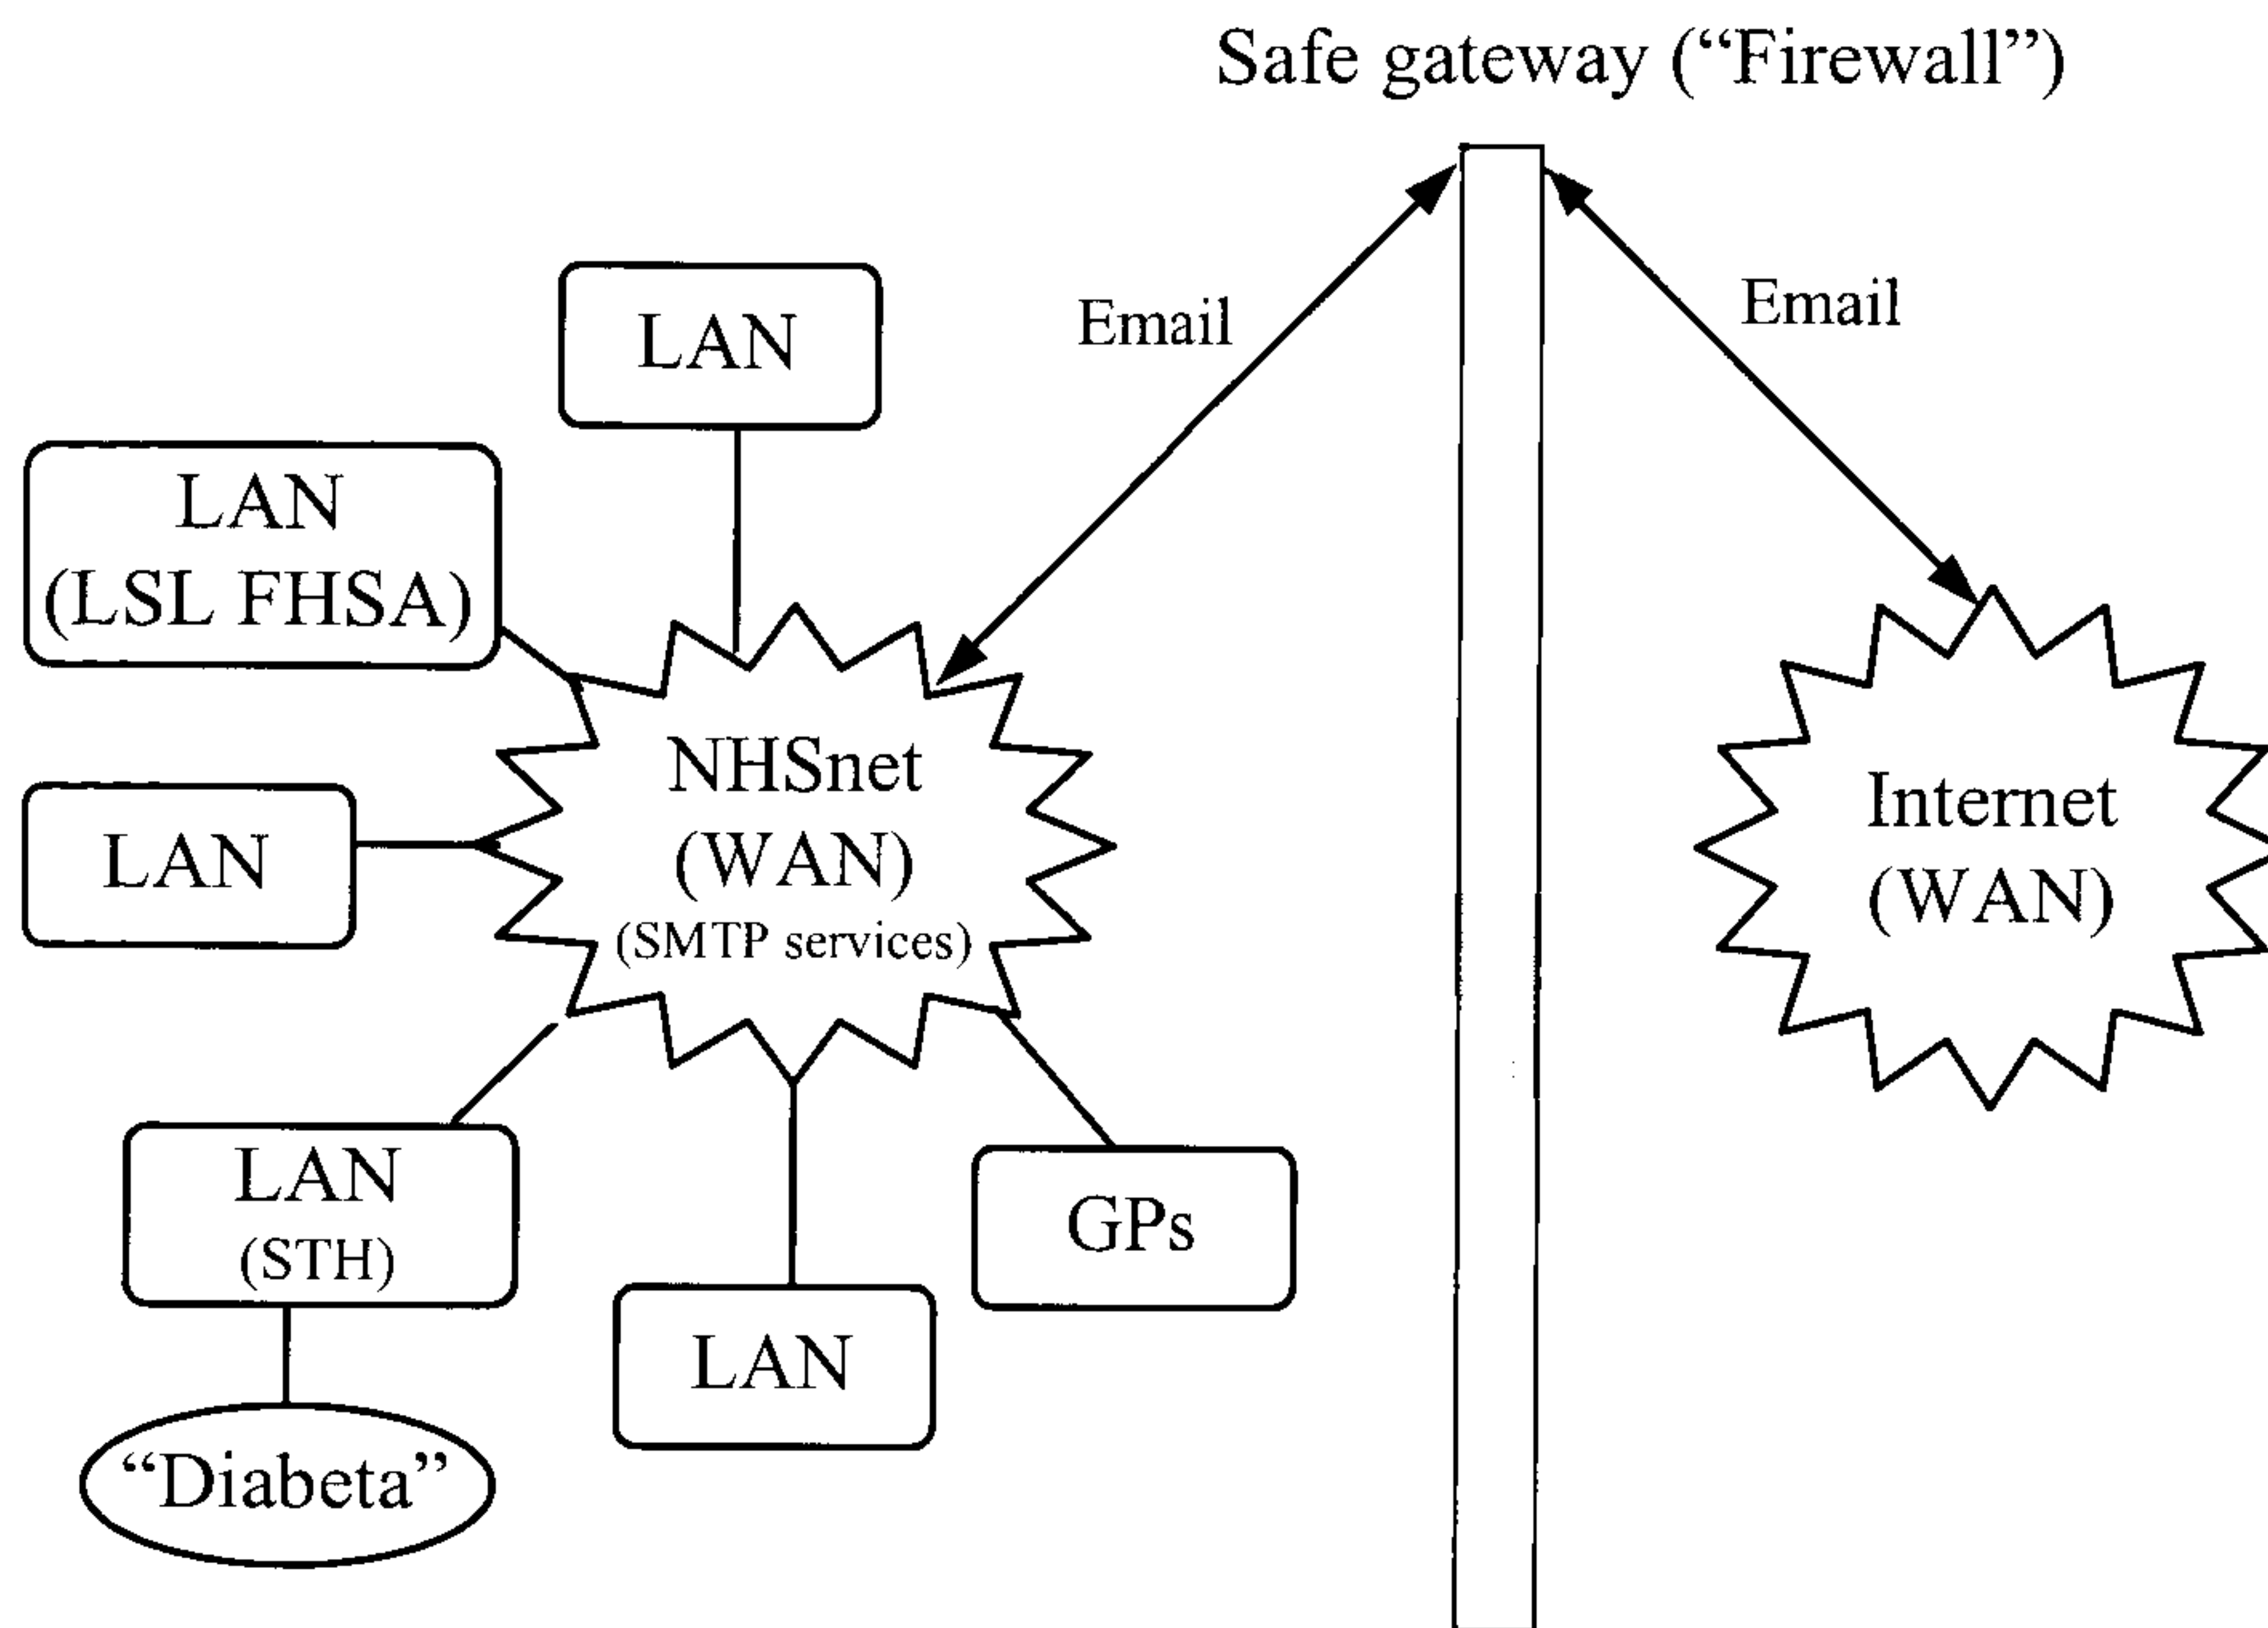 Safe gateway (“Firewall”)
LAN
Email
Email
LAN
(LSL FHSA)
NHSnet
(WAN)
(SMTP services)
Internet
(WAN)
LAN
LAN
(STH)
GPs
LAN
“Diabeta”